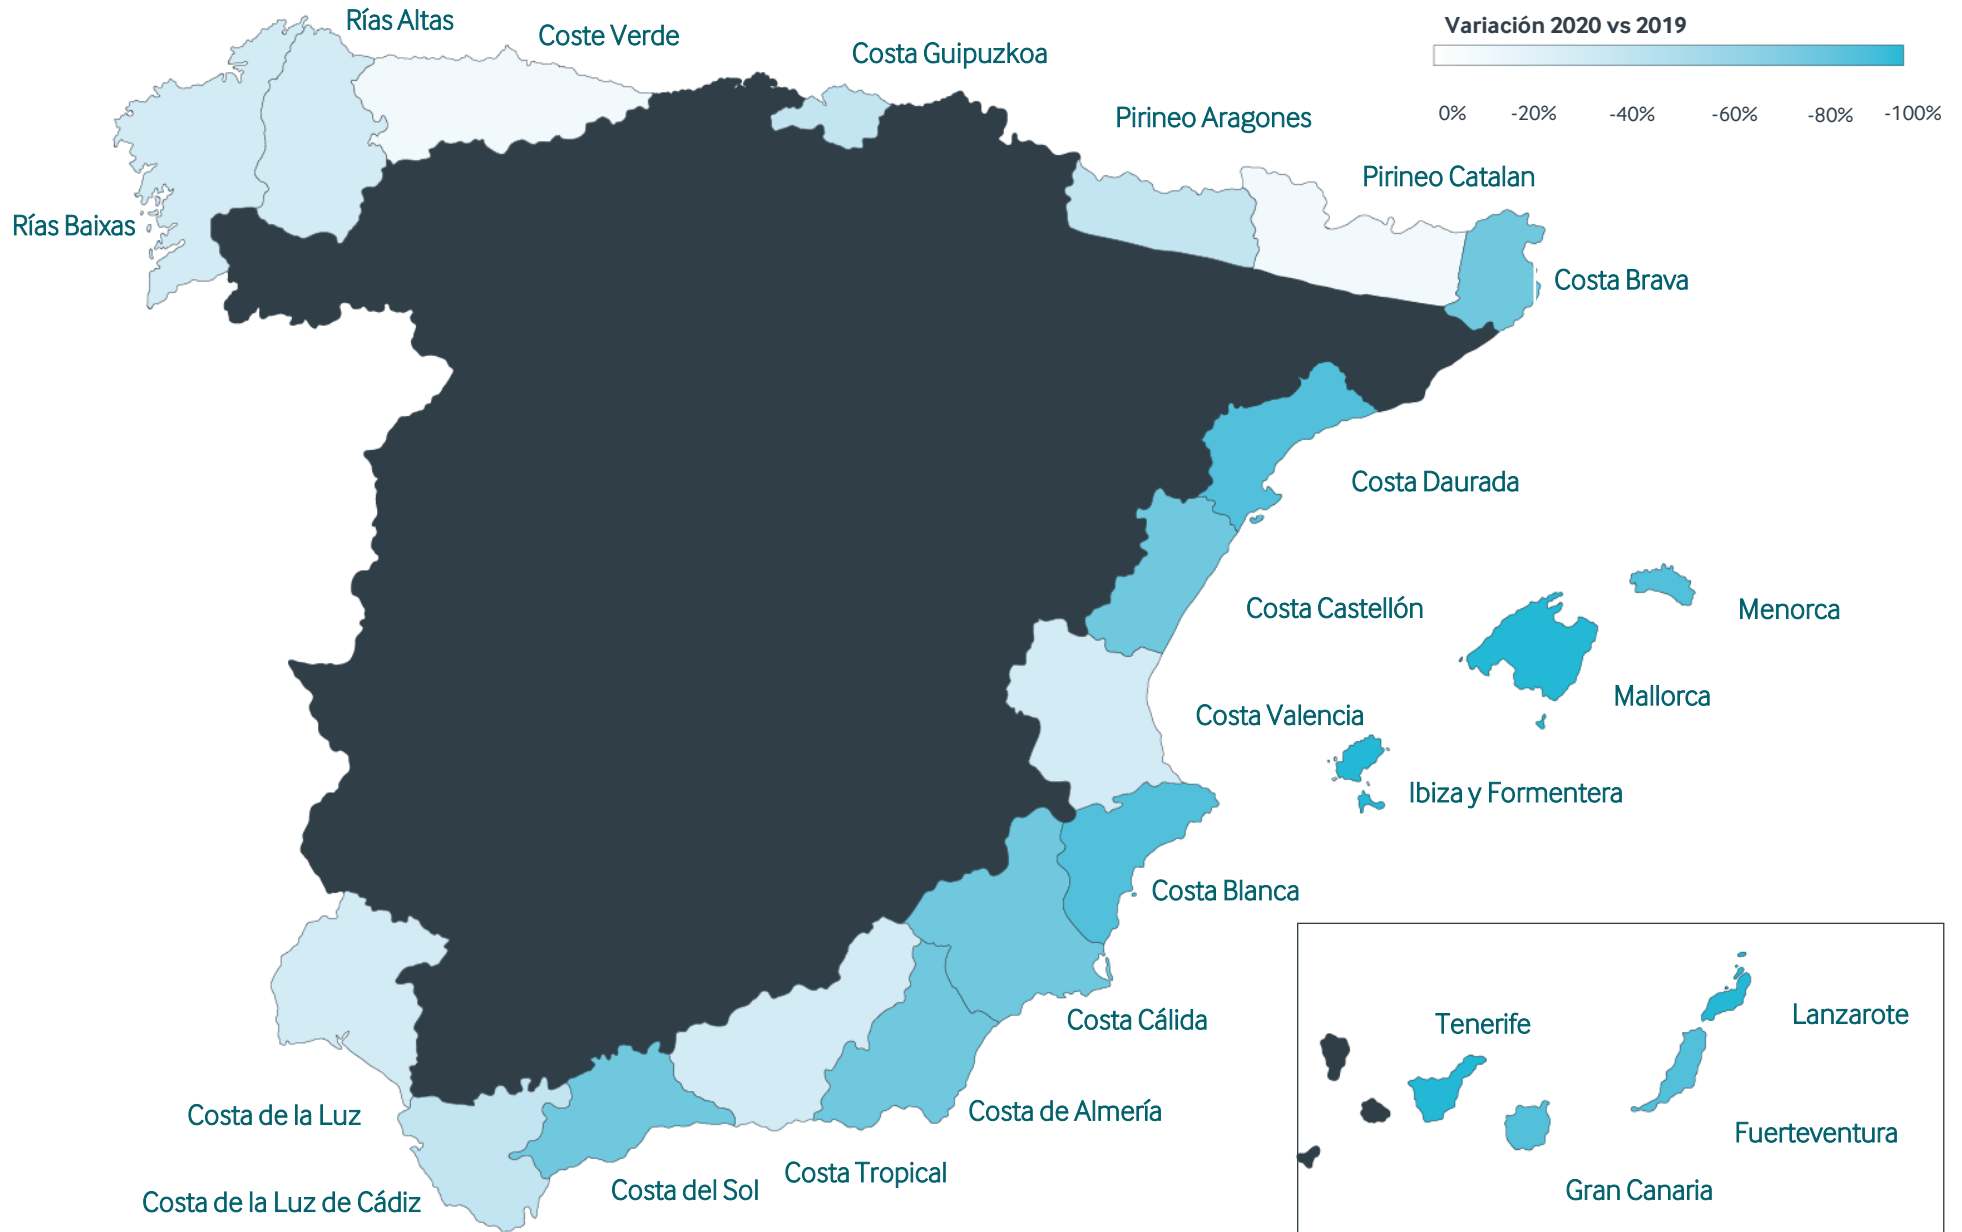 Rías Altas
Coste Verde
Costa Guipuzkoa
Variación 2020 vs 2019
0% -20% -40% -60% -80% -100%
Pirineo Aragones
Pirineo Catalan
Rías Baixas
Costa Brava
Costa Daurada
Costa Castellón
Menorca
Mallorca
Costa Valencia
Ibiza y Formentera
Costa Blanca
Costa Cálida
Tenerife
Lanzarote
Costa de la Luz
Costa de Almería
Fuerteventura
Costa Tropical
Costa del Sol
Gran Canaria
Costa de la Luz de Cádiz